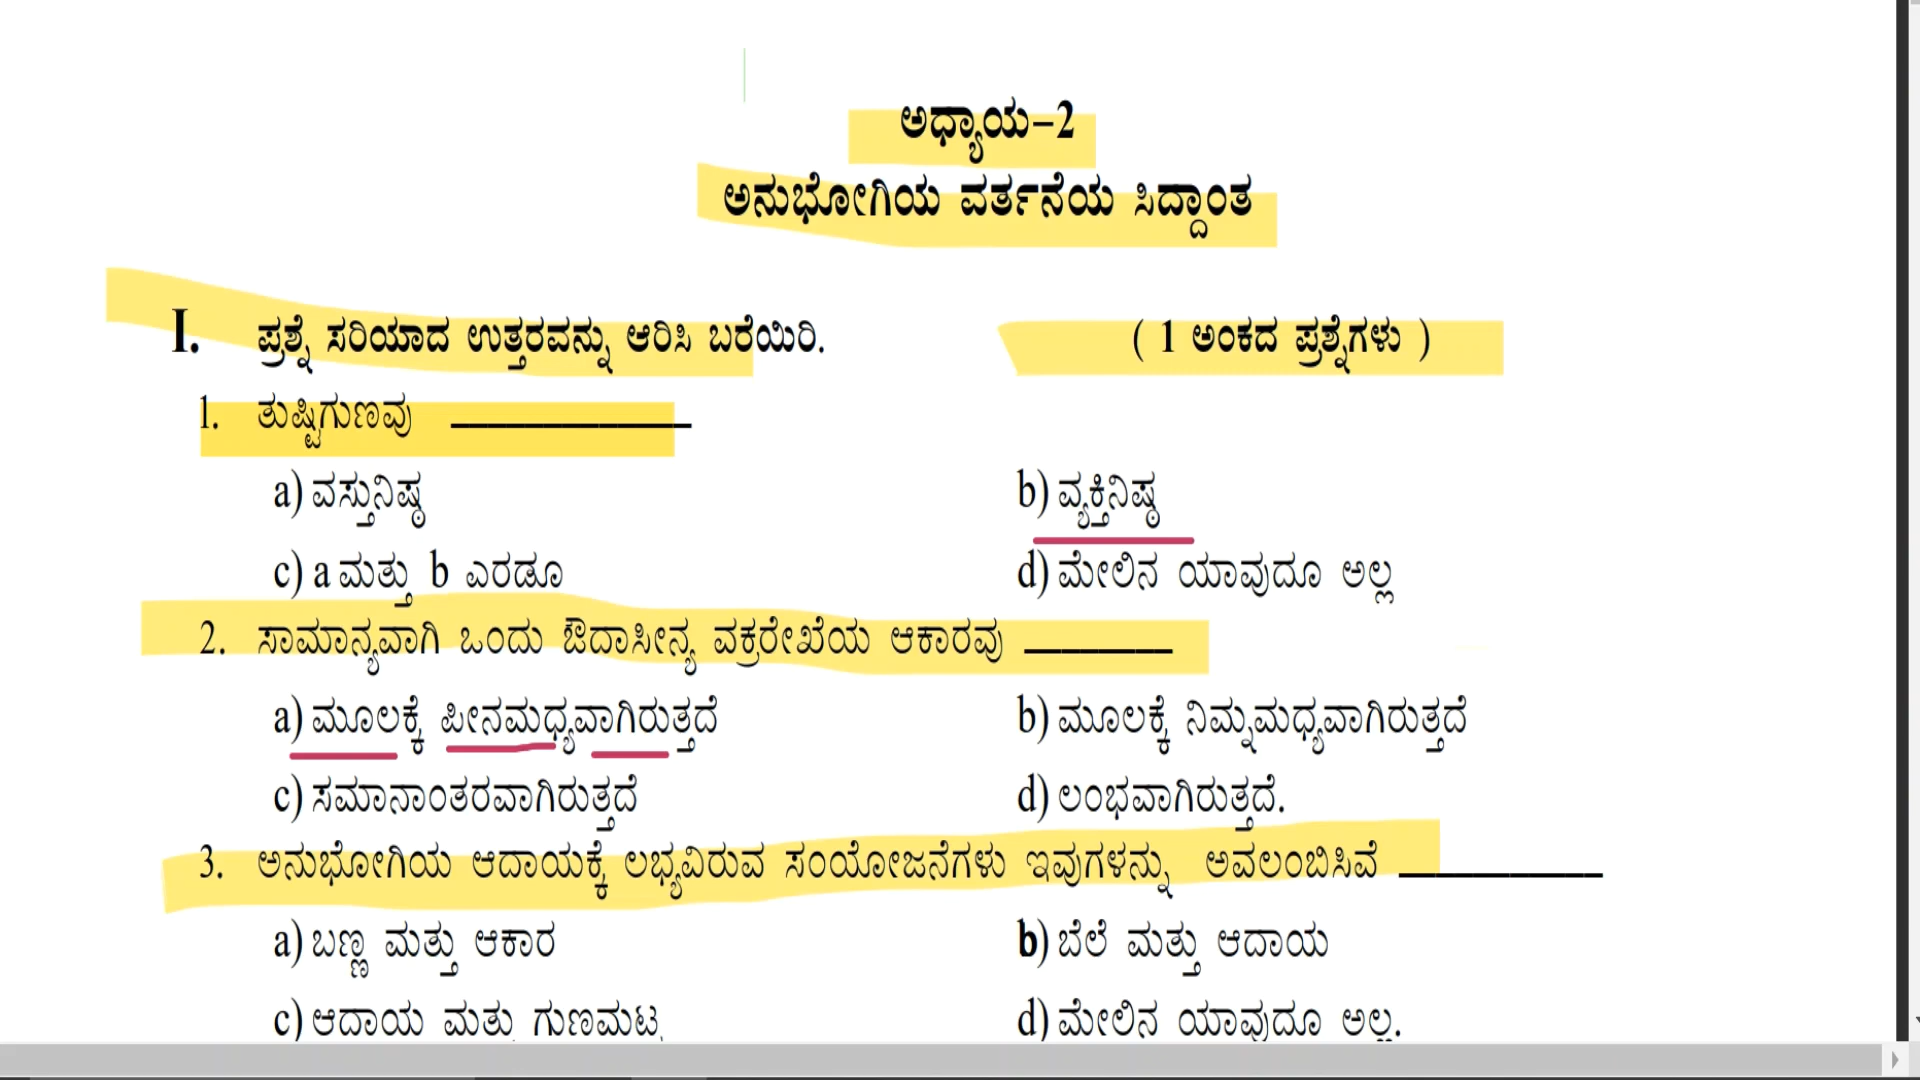 ಅಧ್ಯಾಯ–2
ಅನುಭೋಗಿಯ ವರ್ತನೆಯ ಸಿದ್ದಾಂತ
I. ಪ್ರಶ್ನೆ ಸರಿಯಾದ ಉತ್ತರವನ್ನು ಆರಿಸಿ ಬರೆಯಿರಿ. ( 1 ಅಂಕದ ಪ್ರಶ್ನೆಗಳು )
1. ತುಷ್ಟಿಗುಣವು ____________
a) ವಸ್ತುನಿಷ್ಠ b) ವ್ಯಕ್ತಿನಿಷ್ಠ
c) a ಮತ್ತು b ಎರಡೂ d) ಮೇಲಿನ ಯಾವುದೂ ಅಲ್ಲ
2. ಸಾಮಾನ್ಯವಾಗಿ ಒಂದು ಔದಾಸೀನ್ಯ ವಕ್ರರೇಖೆಯ ಆಕಾರವು ________
a) ಮೂಲಕ್ಕೆ ಪೀನಮಧ್ಯವಾಗಿರುತ್ತದೆ b) ಮೂಲಕ್ಕೆ ನಿಮ್ನಮಧ್ಯವಾಗಿರುತ್ತದೆ
c) ಸಮಾನಾಂತರವಾಗಿರುತ್ತದೆ d) ಲಂಭವಾಗಿರುತ್ತದೆ.
3. ಅನುಭೋಗಿಯ ಆದಾಯಕ್ಕೆ ಲಭ್ಯವಿರುವ ಸಂಯೋಜನೆಗಳು ಇವುಗಳನ್ನು ಅವಲಂಬಿಸಿವೆ __________
a) ಬಣ್ಣ ಮತ್ತು ಆಕಾರ b) ಬೆಲೆ ಮತ್ತು ಆದಾಯ
c) ಆದಾಯ ಮತ್ತು ಗುಣಮಟ್ಟ d) ಮೇಲಿನ ಯಾವುದೂ ಅಲ್ಲ.